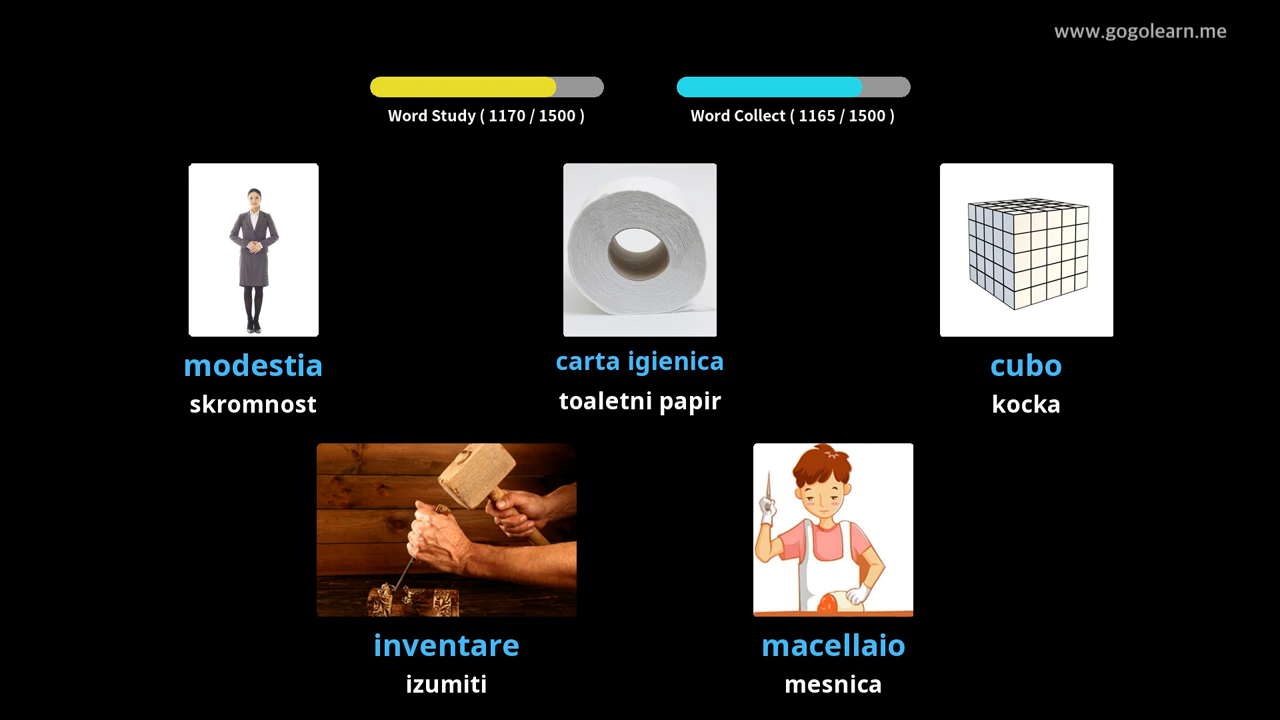 www.gogolearn.me
Word Study ( 1170 / 1500 )
Word Collect ( 1165 / 1500 )
modestia
skromnost
carta igienica
toaletni papir
cubo
kocka
inventare
izumiti
macellaio
mesnica